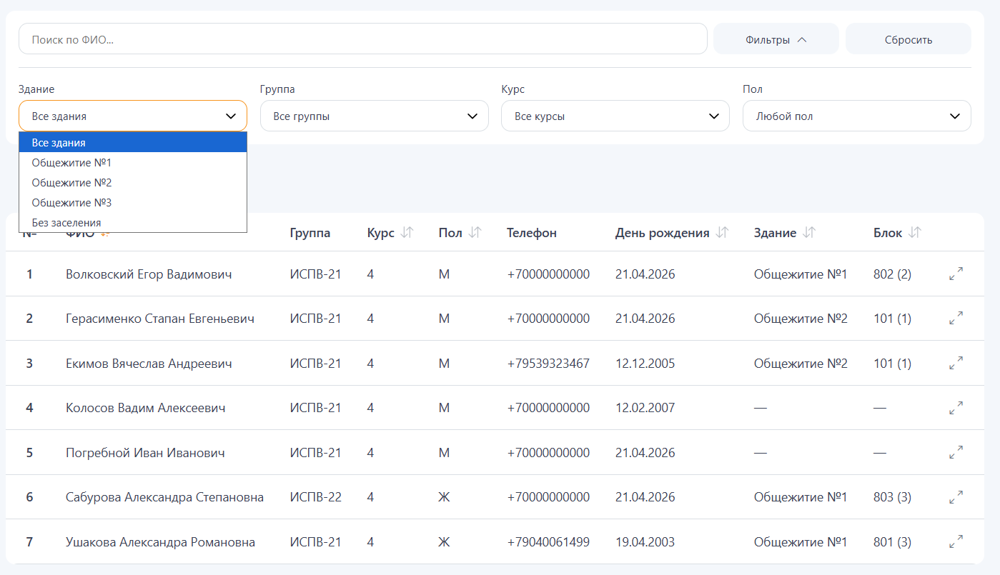 Поиск по ФИО... Фильтры Сбросить
Здание Группа Курс Пол
Все здания Все группы Все курсы Любой пол
Все здания
Общежитие №1
Общежитие №2
Общежитие №3
Без заселения
№ ФИО Группа Курс Пол Телефон День рождения Здание Блок
1 Волковский Егор Вадимович ИСПВ-21 4 М +70000000000 21.04.2026 Общежитие №1 802 (2)
2 Герасименко Стапан Евгеньевич ИСПВ-21 4 М +70000000000 21.04.2026 Общежитие №2 101 (1)
3 Екимов Вячеслав Андреевич ИСПВ-21 4 М +79539323467 12.12.2005 Общежитие №2 101 (1)
4 Колосов Вадим Алексеевич ИСПВ-21 4 М +70000000000 12.02.2007 — —
5 Погребной Иван Иванович ИСПВ-21 4 М +70000000000 21.04.2026 — —
6 Сабурова Александра Степановна ИСПВ-22 4 Ж +70000000000 21.04.2026 Общежитие №1 803 (3)
7 Ушакова Александра Романовна ИСПВ-21 4 Ж +79040061499 19.04.2003 Общежитие №1 801 (3)